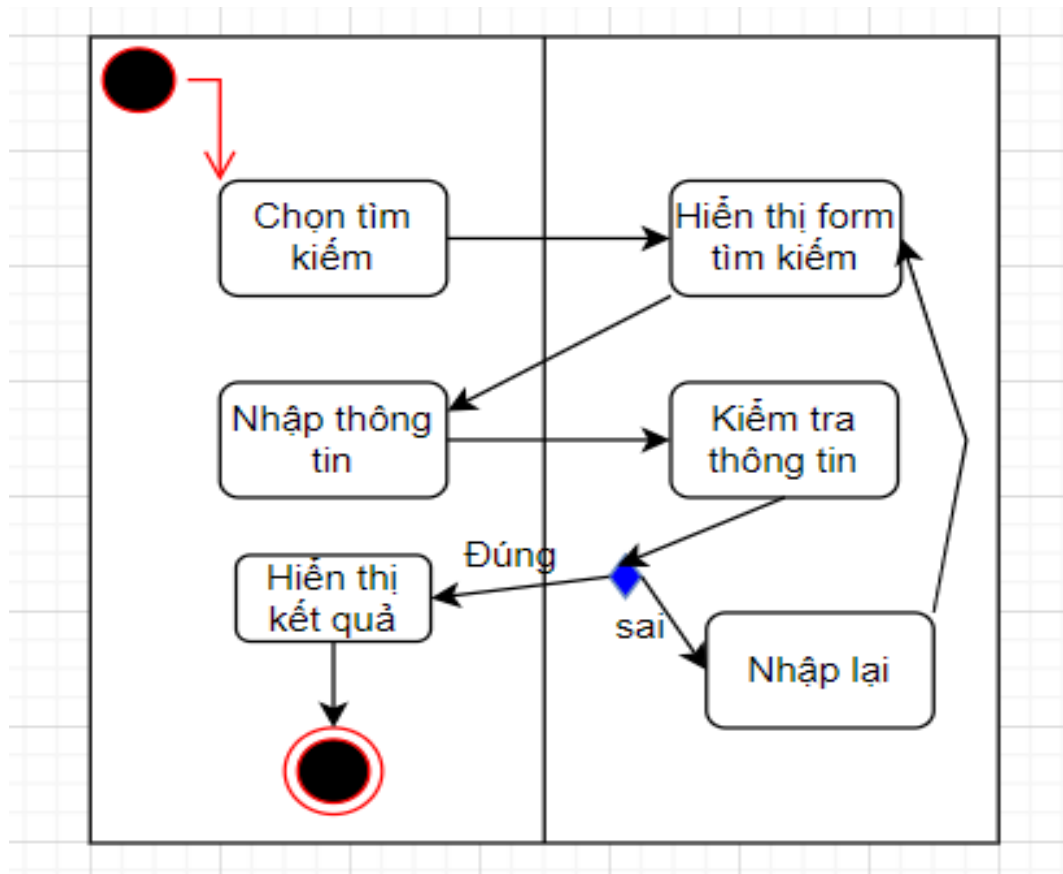 Chọn tìm
kiếm
Hiển thị form
tìm kiếm
Nhập thông
tin
Kiểm tra
thông tin
Đúng
Hiển thị
kết quả
sai
Nhập lại